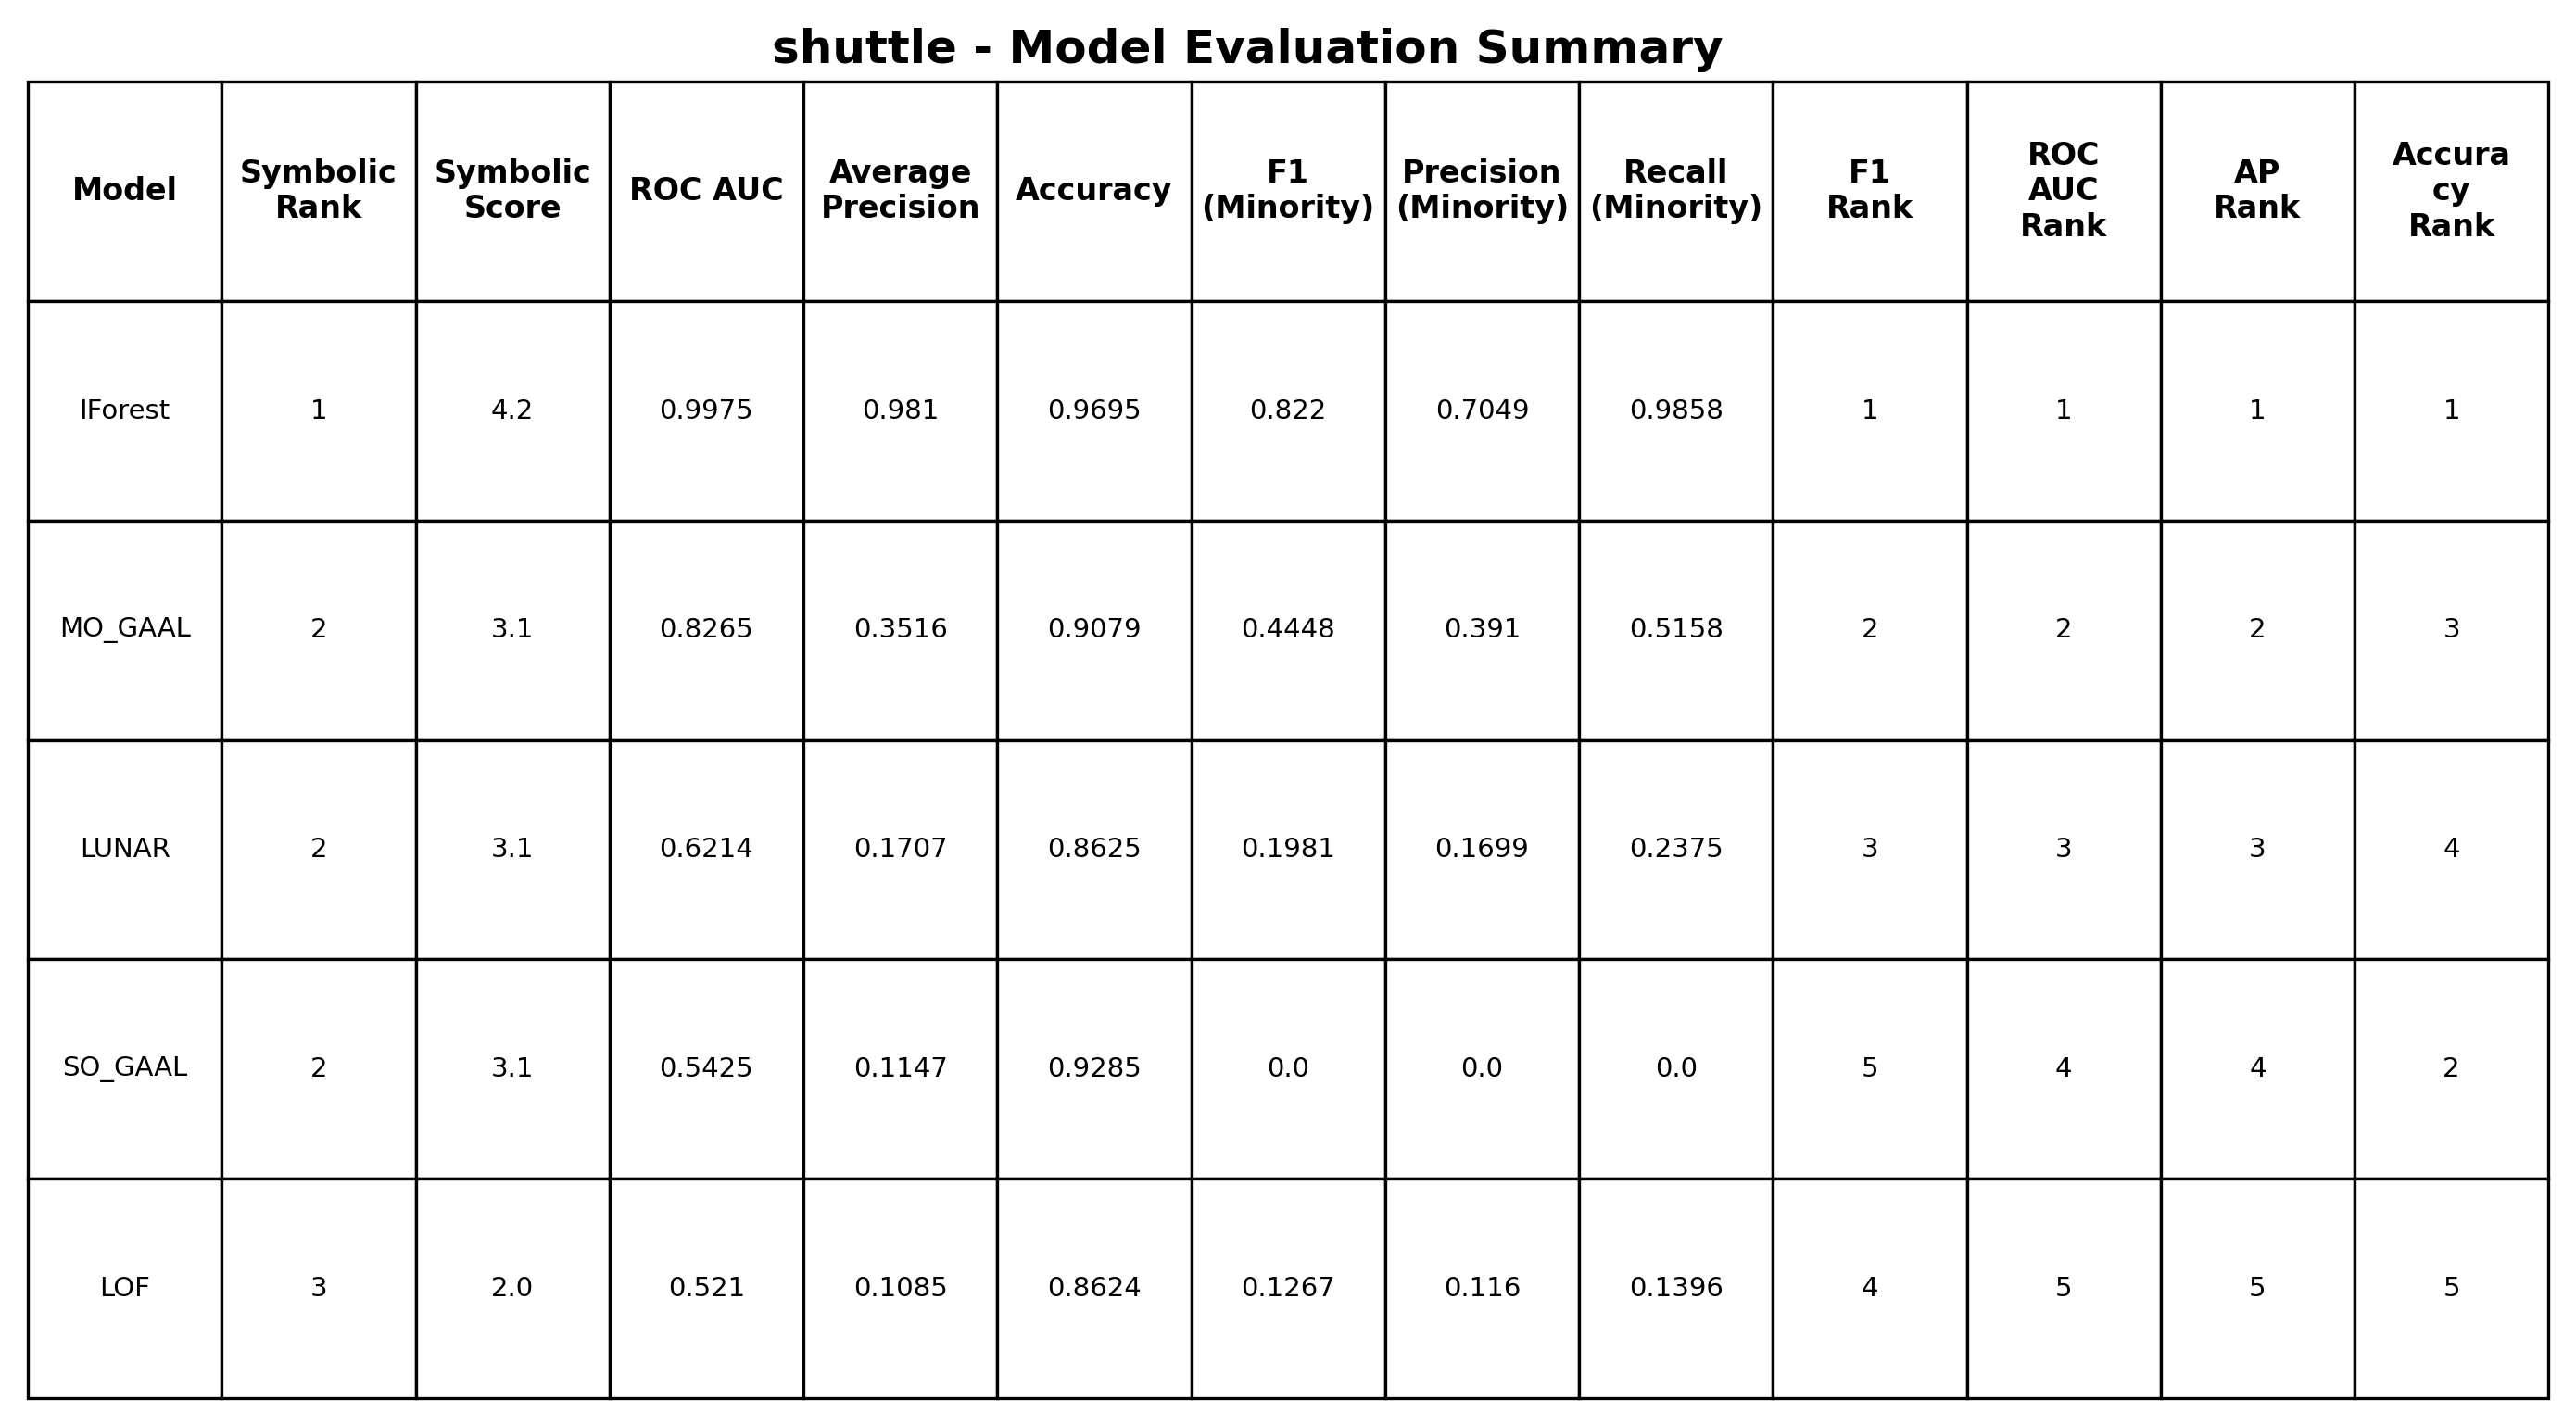 shuttle - Model Evaluation Summary
Model Symbolic Rank Symbolic Score ROC AUC Average Precision Accuracy F1 (Minority) Precision (Minority) Recall (Minority) F1 Rank ROC AUC Rank AP Rank Accura cy Rank
IForest 1 4.2 0.9975 0.981 0.9695 0.822 0.7049 0.9858 1 1 1 1
MO_GAAL 2 3.1 0.8265 0.3516 0.9079 0.4448 0.391 0.5158 2 2 2 3
LUNAR 2 3.1 0.6214 0.1707 0.8625 0.1981 0.1699 0.2375 3 3 3 4
SO_GAAL 2 3.1 0.5425 0.1147 0.9285 0.0 0.0 0.0 5 4 4 2
LOF 3 2.0 0.521 0.1085 0.8624 0.1267 0.116 0.1396 4 5 5 5